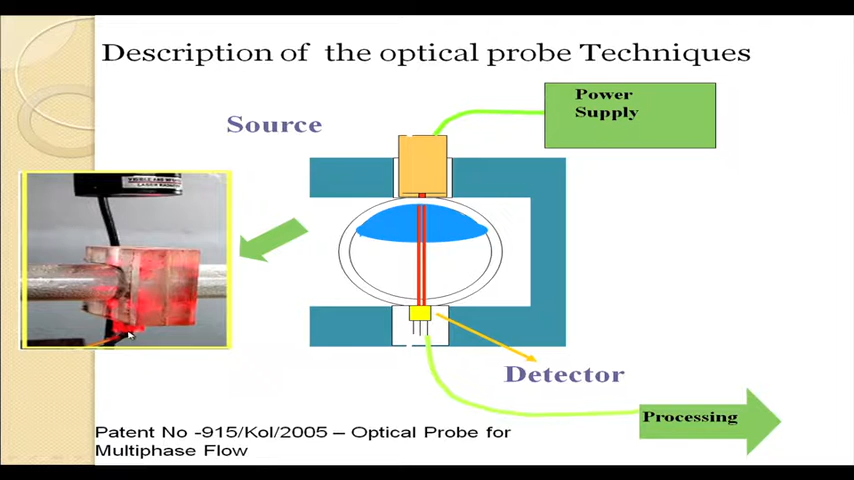 Description of the optical probe Techniques
Power
Supply
Source
Detector
Processing
Patent No -915/Kol/2005 – Optical Probe for
Multiphase Flow